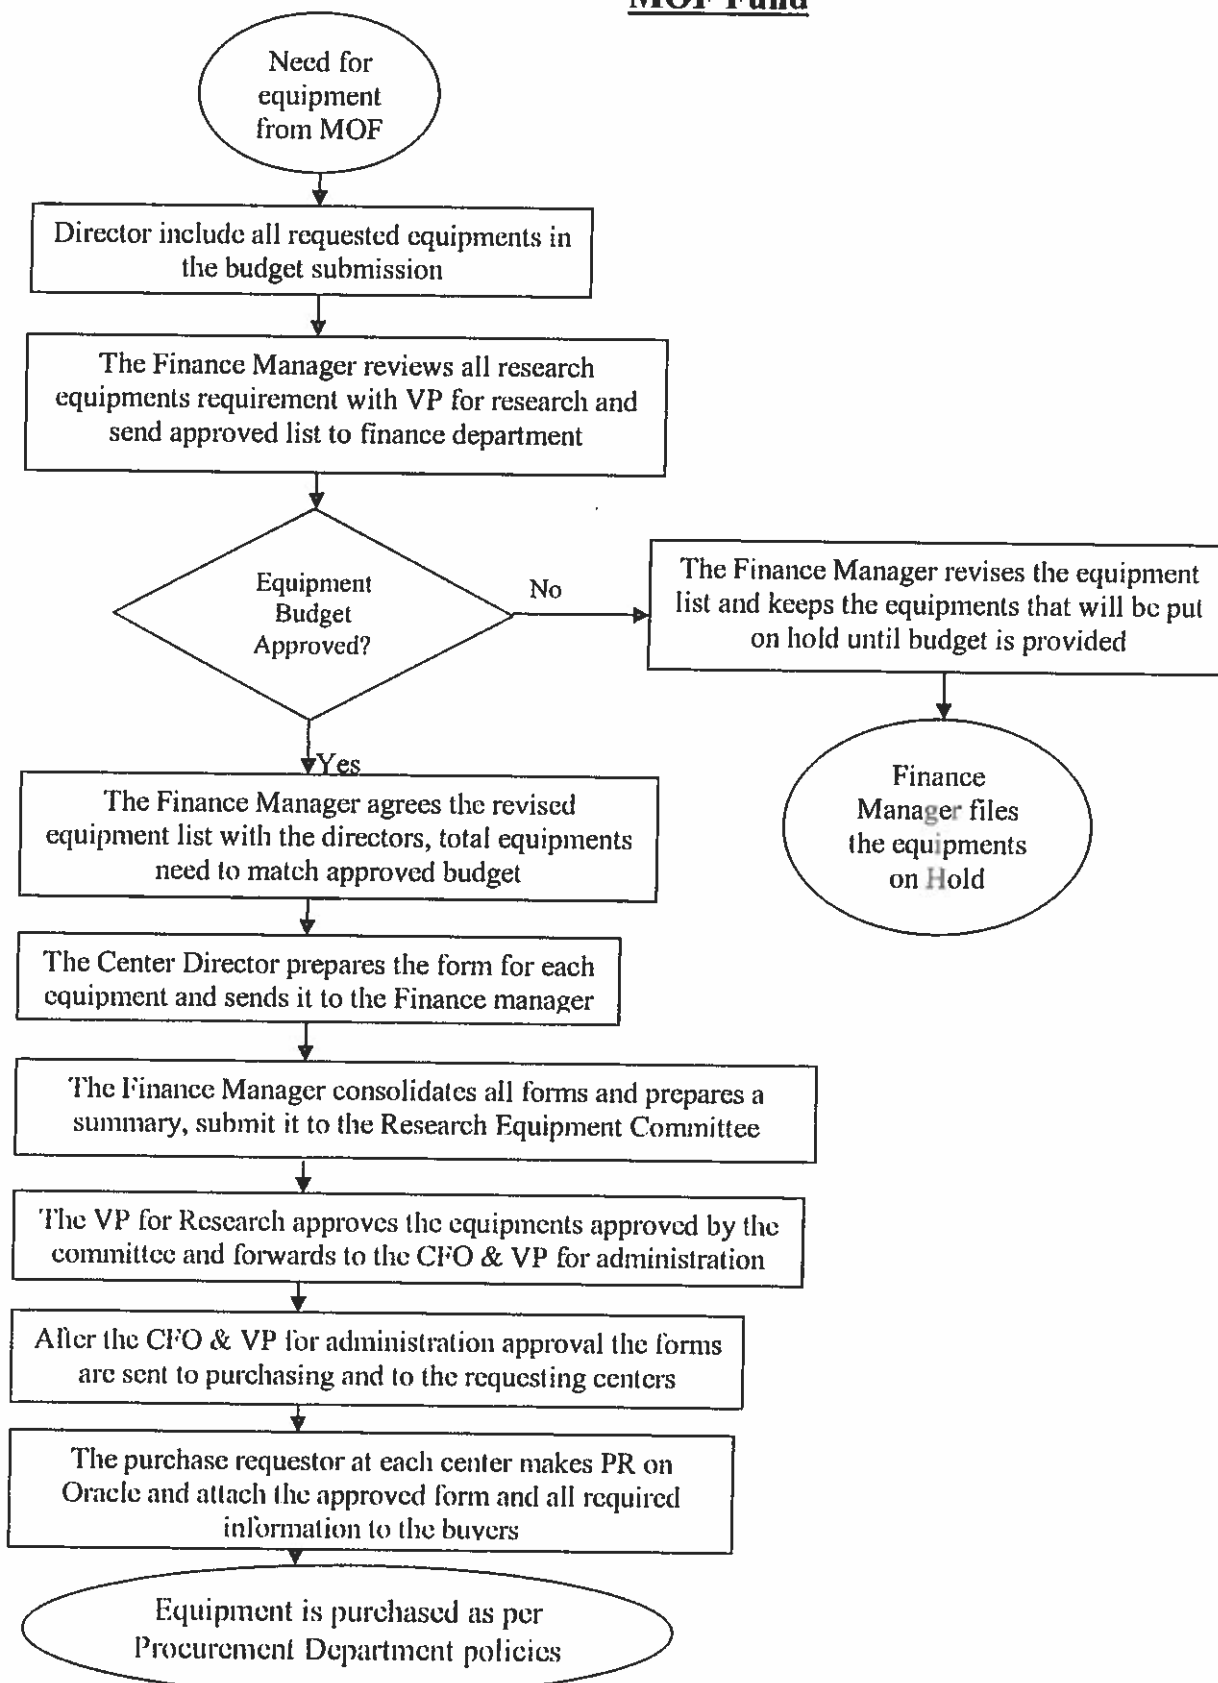 MOF Fund
Need for
equipment
from MOF
Director include all requested equipments in
the budget submission
The Finance Manager reviews all research
equipments requirement with VP for research and
send approved list to finance department
Equipment
Budget
Approved?
No
The Finance Manager revises the equipment
list and keeps the equipments that will be put
on hold until budget is provided
Finance
Manager files
the equipments
on Hold
Yes
The Finance Manager agrees the revised
equipment list with the directors, total equipments
need to match approved budget
The Center Director prepares the form for each
equipment and sends it to the Finance manager
The Finance Manager consolidates all forms and prepares a
summary, submit it to the Research Equipment Committee
The VP for Research approves the equipments approved by the
committee and forwards to the CFO & VP for administration
After the CFO & VP for administration approval the forms
are sent to purchasing and to the requesting centers
The purchase requestor at each center makes PR on
Oracle and attach the approved form and all required
information to the buyers
Equipment is purchased as per
Procurement Department policies